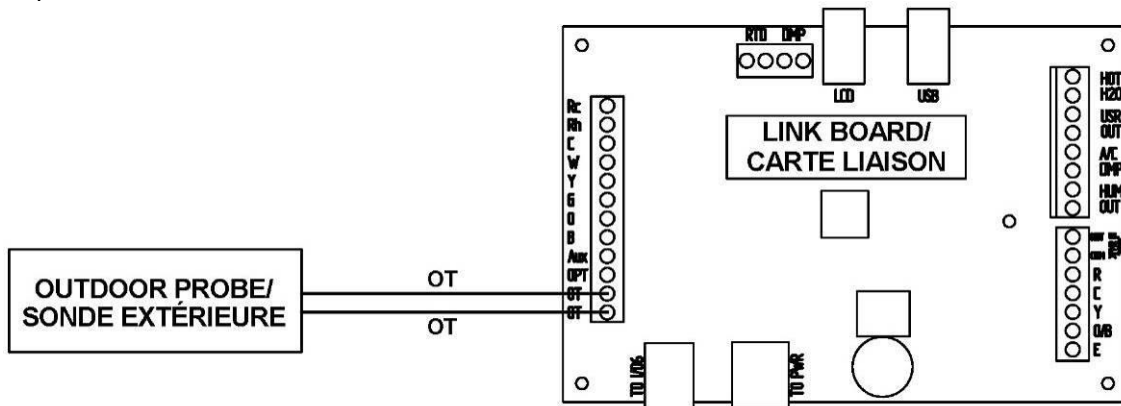 RTD DMP
LCD
USB
LINK BOARD/
CARTE LIAISON
Rc
Rh
C
W
Y
G
O
B
Aux
OPT
OT
OT
OUTDOOR PROBE/
SONDE EXTÉRIEURE
OT
OT
HOT
H2O
USR
OUT
A/C
DMP
HUM
OUT
R
C
Y
O/B
E
TO
TO PWR